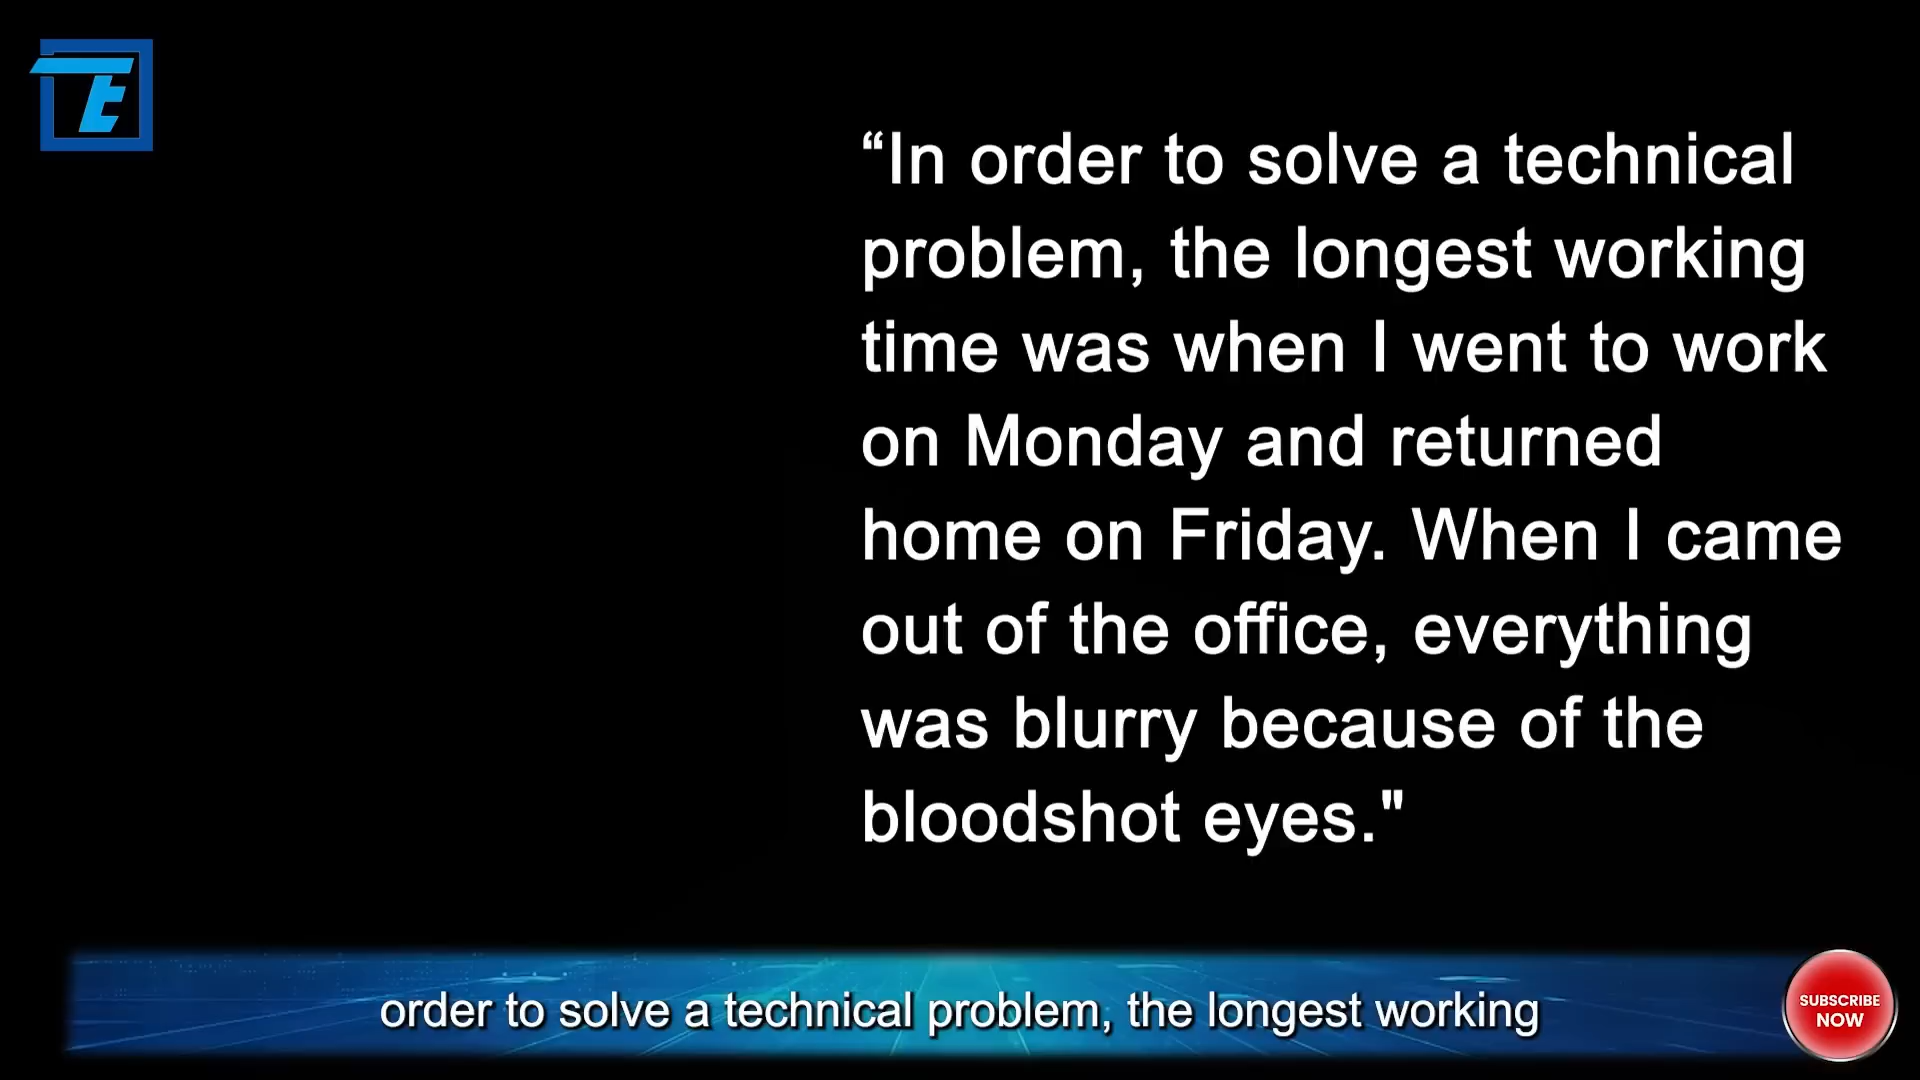 TE
“In order to solve a technical
problem, the longest working
time was when I went to work
on Monday and returned
home on Friday. When I came
out of the office, everything
was blurry because of the
bloodshot eyes."
order to solve a technical problem, the longest working
SUBSCRIBE
NOW